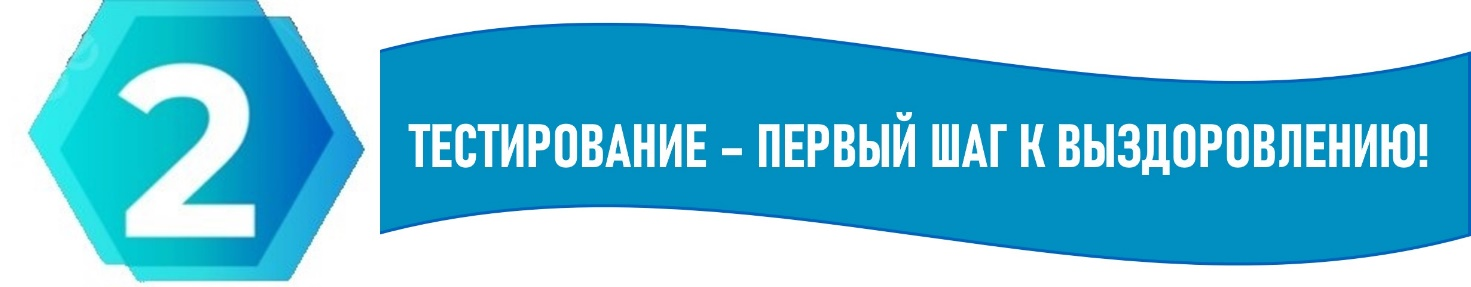 2
ТЕСТИРОВАНИЕ – ПЕРВЫЙ ШАГ К ВЫЗДОРОВЛЕНИЮ!